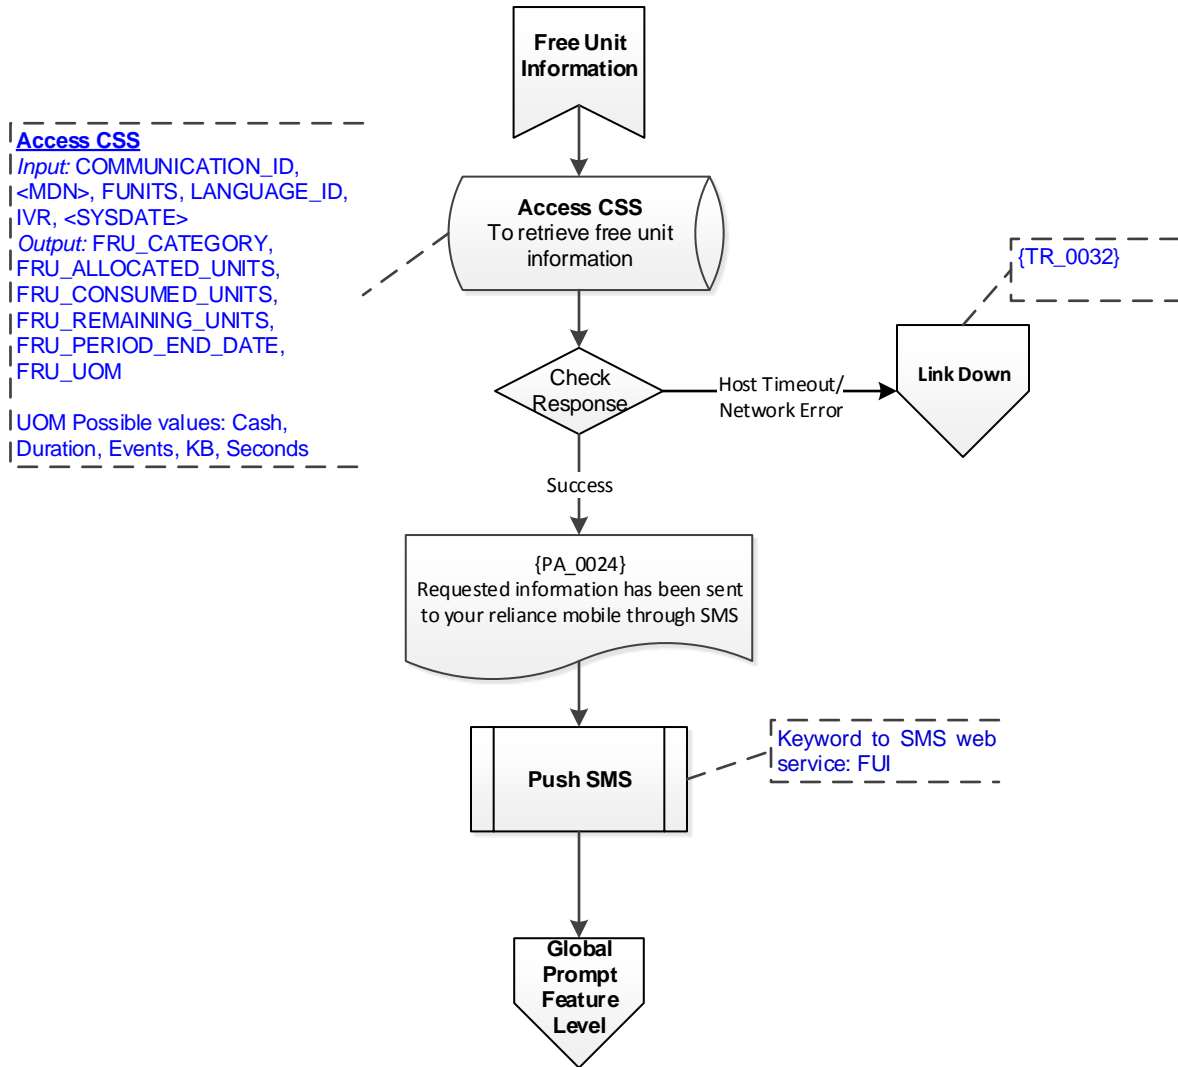 Free Unit
Information
Access CSS
Input: COMMUNICATION_ID,
<MDN>, FUNITS, LANGUAGE_ID,
IVR, <SYSDATE>
Output: FRU_CATEGORY,
FRU_ALLOCATED_UNITS,
FRU_CONSUMED_UNITS,
FRU_REMAINING_UNITS,
FRU_PERIOD_END_DATE,
FRU_UOM
UOM Possible values: Cash,
Duration, Events, KB, Seconds
Access CSS
To retrieve free unit
information
{TR_0032}
Check
Response
Host Timeout/
Network Error
Link Down
Success
{PA_0024}
Requested information has been sent
to your reliance mobile through SMS
Push SMS
Keyword to SMS web
service: FUI
Global
Prompt
Feature
Level